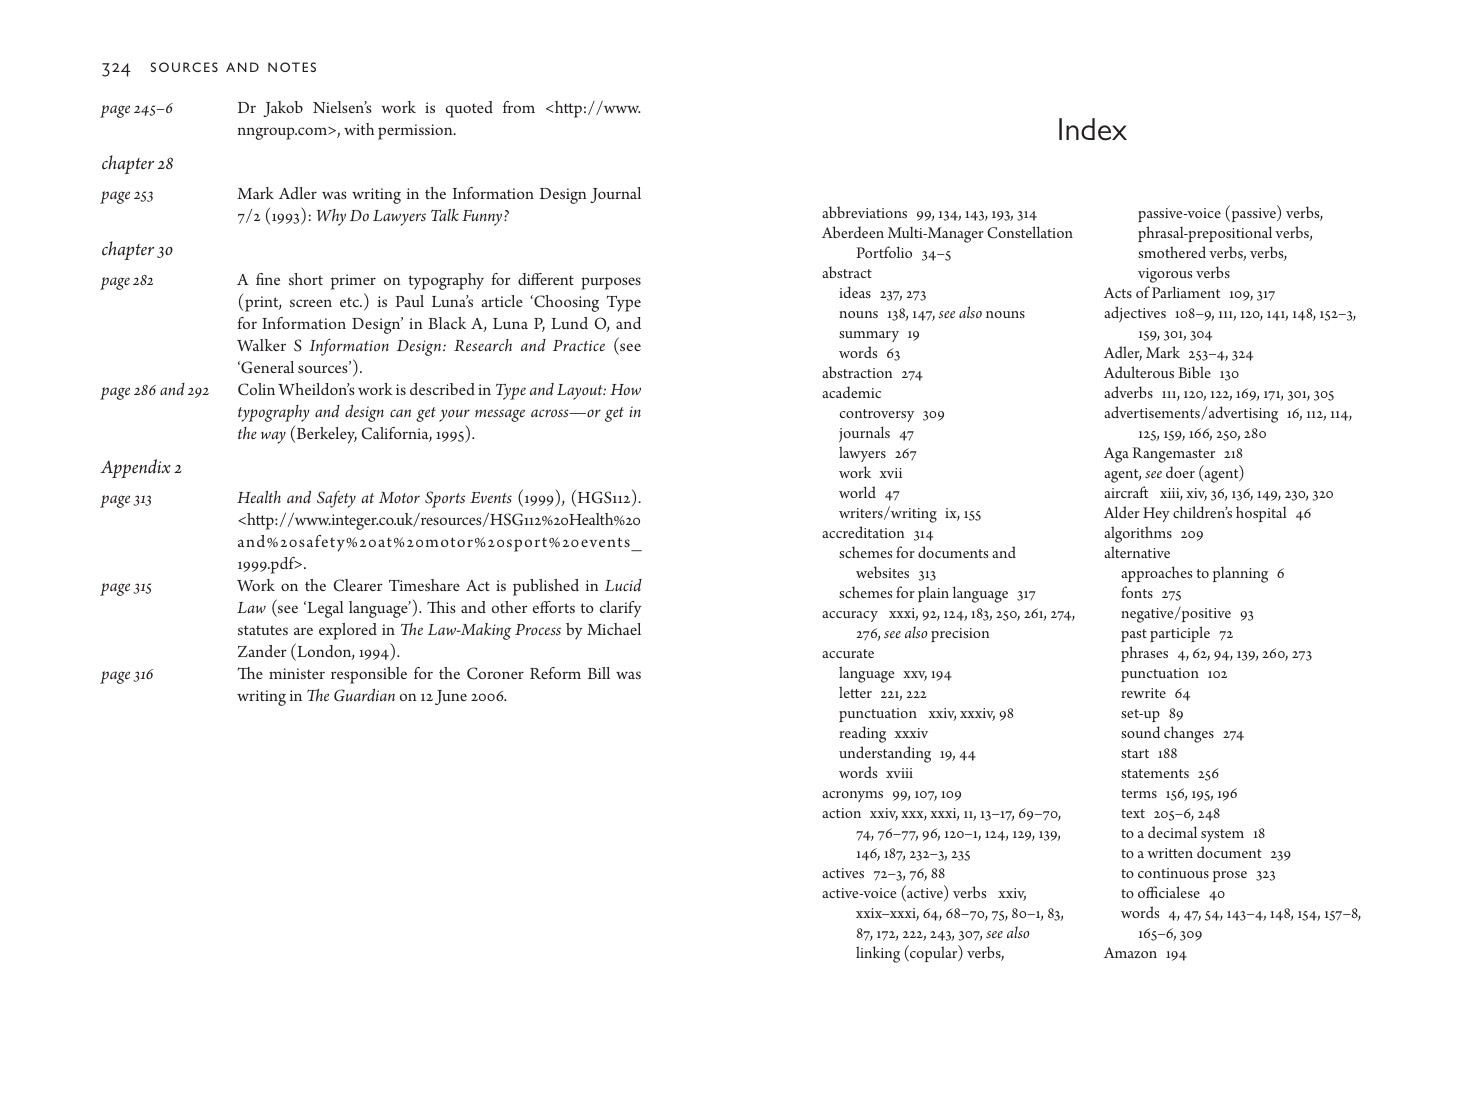 324 SOURCES AND NOTES
page 245–6 Dr Jakob Nielsen's work is quoted from <http://www.
nngroup.com>, with permission.
chapter 28
page 253 Mark Adler was writing in the Information Design Journal
7/2 (1993): Why Do Lawyers Talk Funny?
chapter 30
page 282 A fine short primer on typography for different purposes
(print, screen etc.) is Paul Luna's article ‘Choosing Type
for Information Design’ in Black A, Luna P, Lund O, and
Walker S Information Design: Research and Practice (see
‘General sources’).
page 286 and 292 Colin Wheildon's work is described in Type and Layout: How
typography and design can get your message across—or get in
the way (Berkeley, California, 1995).
Appendix 2
page 313 Health and Safety at Motor Sports Events (1999), (HGS112).
<http://www.integer.co.uk/resources/HSG112%20Health%20
and%20safety%20at%20motor%20sport%20events_
1999.pdf>.
page 315 Work on the Clearer Timeshare Act is published in Lucid
Law (see ‘Legal language’). This and other efforts to clarify
statutes are explored in The Law-Making Process by Michael
Zander (London, 1994).
page 316 The minister responsible for the Coroner Reform Bill was
writing in The Guardian on 12 June 2006.
Index
abbreviations 99, 134, 143, 193, 314
Aberdeen Multi-Manager Constellation
Portfolio 34–5
abstract
ideas 237, 273
nouns 138, 147, see also nouns
summary 19
words 63
abstraction 274
academic
controversy 309
journals 47
lawyers 267
work xvii
world 47
writers/writing ix, 155
accreditation 314
schemes for documents and
websites 313
schemes for plain language 317
accuracy xxxi, 92, 124, 183, 250, 261, 274,
276, see also precision
accurate
language xxv, 194
letter 221, 222
punctuation xxiv, xxxiv, 98
reading xxxiv
understanding 19, 44
words xviii
acronyms 99, 107, 109
action xxiv, xxx, xxxi, 11, 13–17, 69–70,
74, 76–77, 96, 120–1, 124, 129, 139,
146, 187, 232–3, 235
actives 72–3, 76, 88
active-voice (active) verbs xxiv,
xxix–xxxi, 64, 68–70, 75, 80–1, 83,
87, 172, 222, 243, 307, see also
linking (copular) verbs,
passive-voice (passive) verbs,
phrasal-prepositional verbs,
smothered verbs, verbs,
vigorous verbs
Acts of Parliament 109, 317
adjectives 108–9, 111, 120, 141, 148, 152–3,
159, 301, 304
Adler, Mark 253–4, 324
Adulterous Bible 130
adverbs 111, 120, 122, 169, 171, 301, 305
advertisements/advertising 16, 112, 114,
125, 159, 166, 250, 280
Aga Rangemaster 218
agent, see doer (agent)
aircraft xiii, xiv, 36, 136, 149, 230, 320
Alder Hey children's hospital 46
algorithms 209
alternative
approaches to planning 6
fonts 275
negative/positive 93
past participle 72
phrases 4, 62, 94, 139, 260, 273
punctuation 102
rewrite 64
set-up 89
sound changes 274
start 188
statements 256
terms 156, 195, 196
text 205–6, 248
to a decimal system 18
to a written document 239
to continuous prose 323
to officialese 40
words 4, 47, 54, 143–4, 148, 154, 157–8,
165–6, 309
Amazon 194